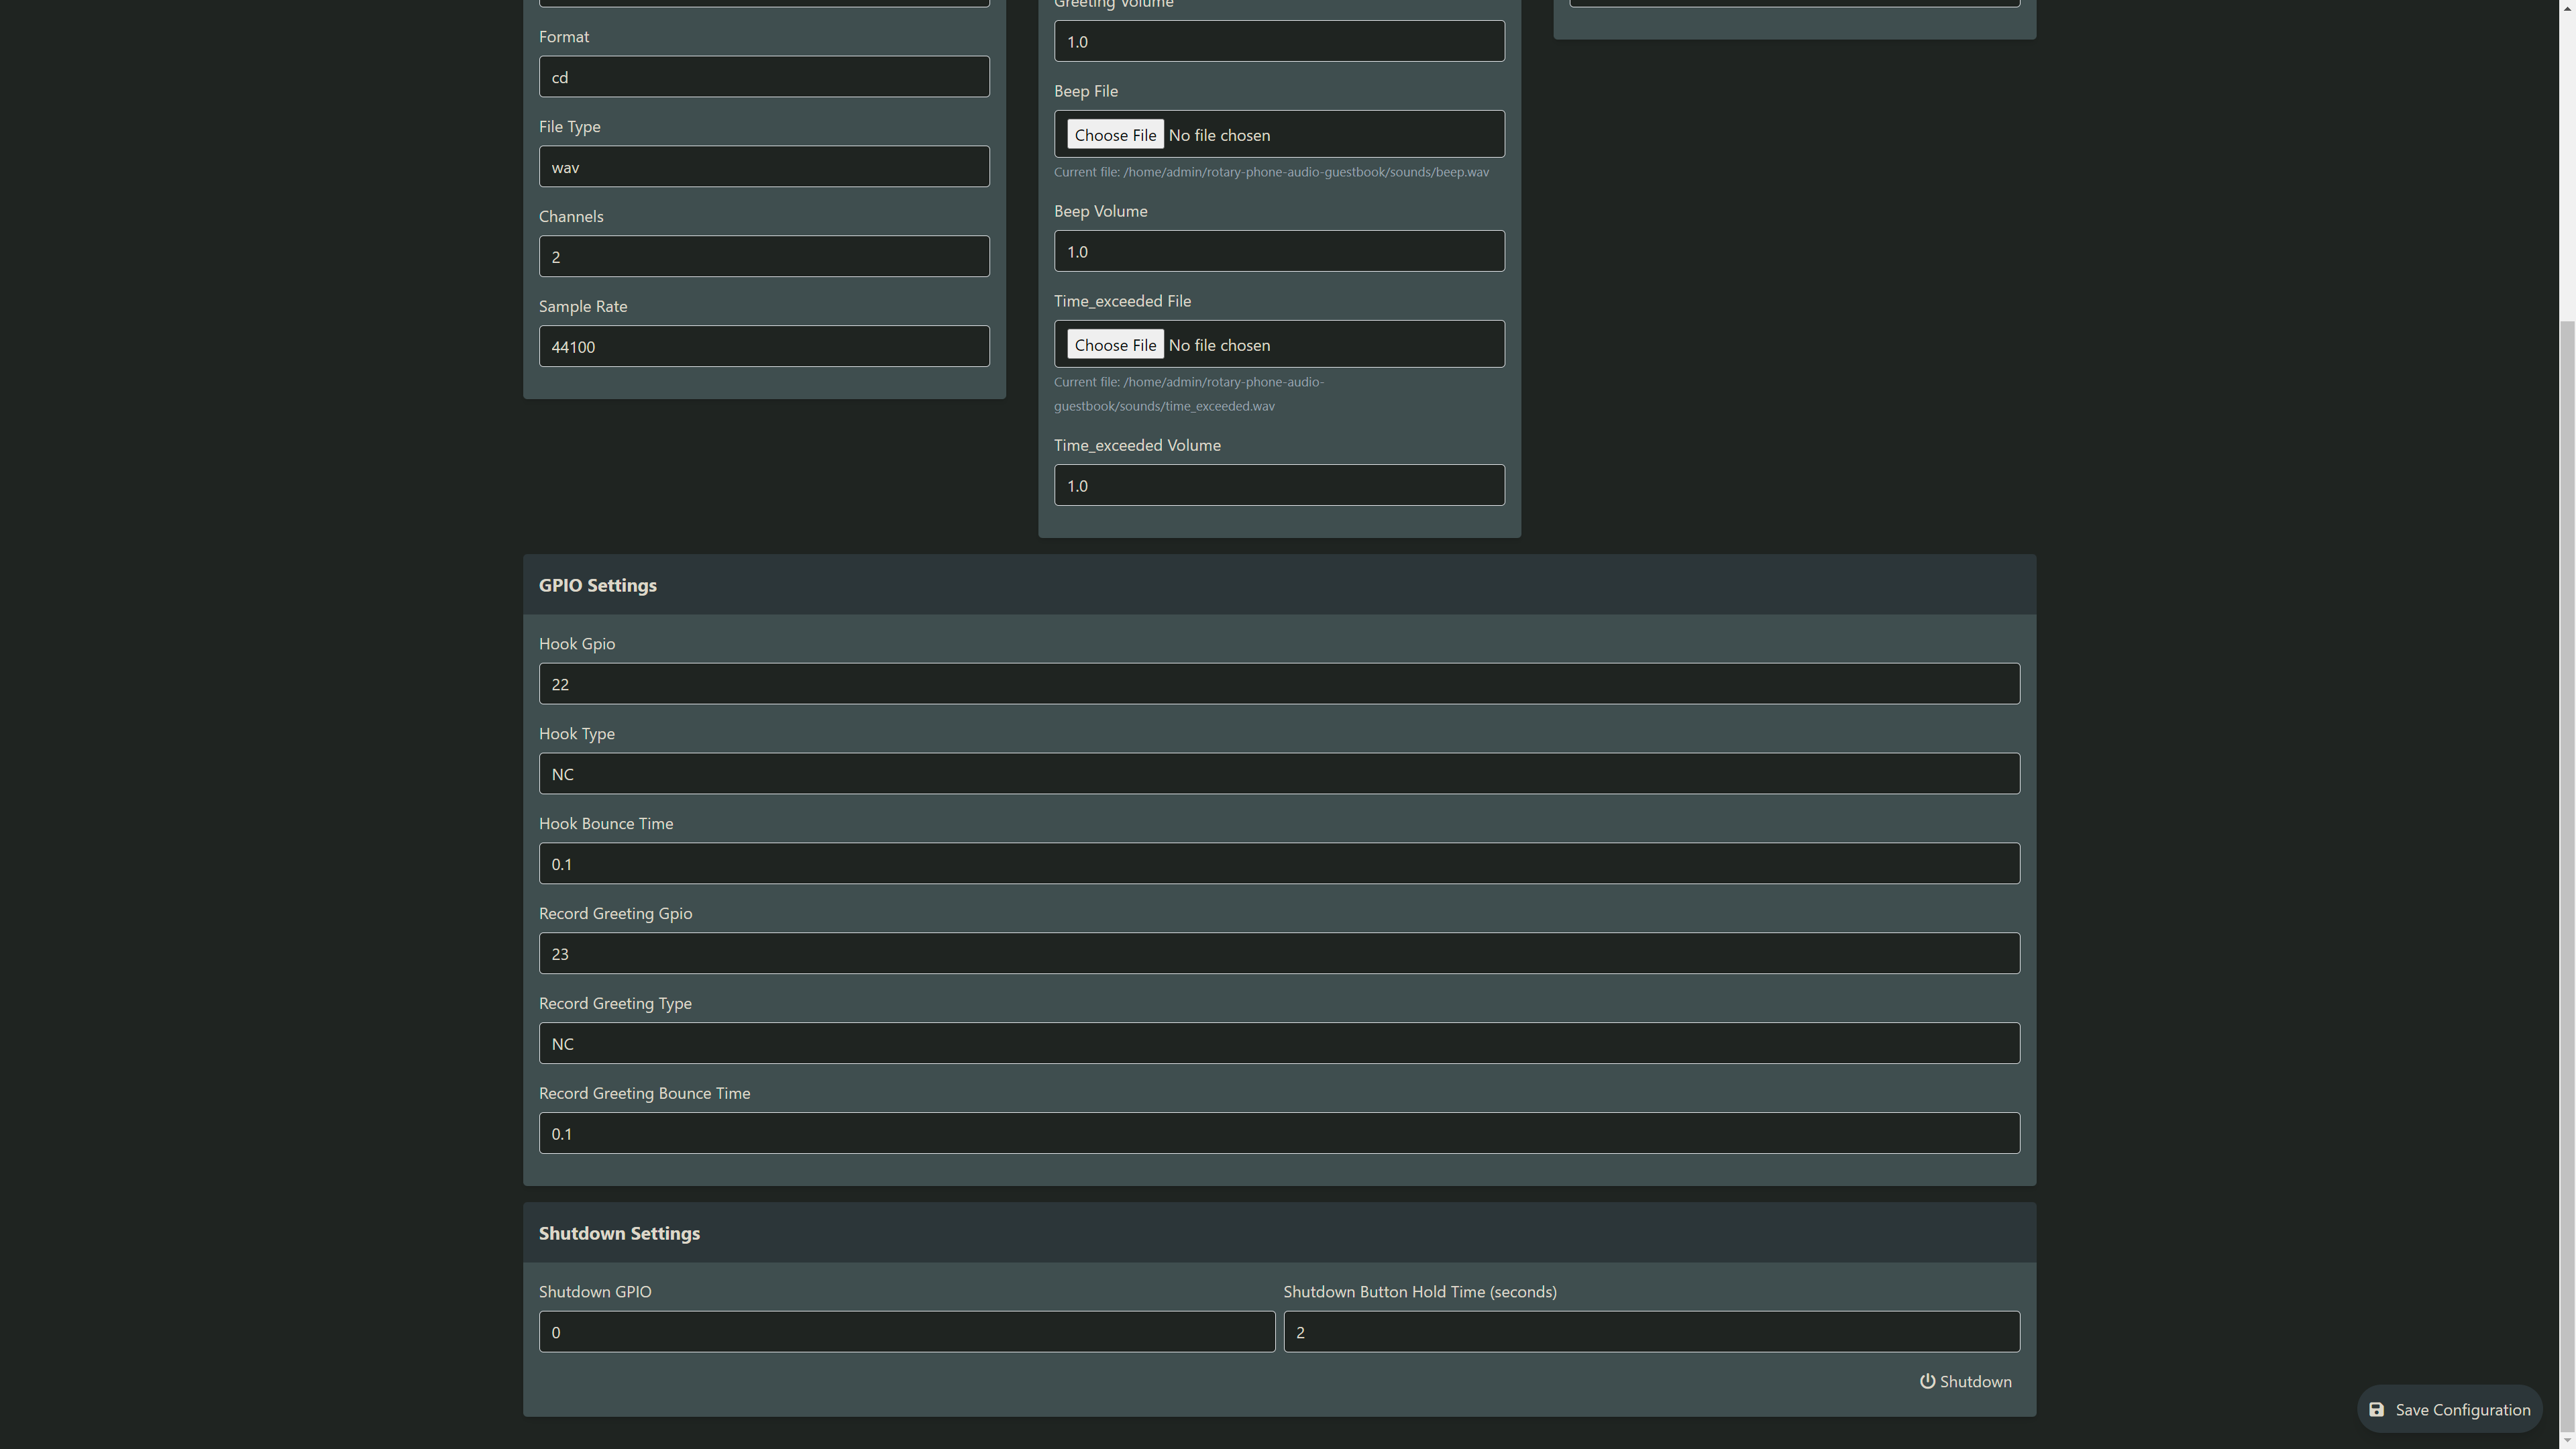 Format
cd
File Type
wav
Channels
2
Sample Rate
44100
Greeting Volume
1.0
Beep File
Choose File No file chosen
Current file: /home/admin/rotary-phone-audio-guestbook/sounds/beep.wav
Beep Volume
1.0
Time_exceeded File
Choose File No file chosen
Current file: /home/admin/rotary-phone-audio-
guestbook/sounds/time_exceeded.wav
Time_exceeded Volume
1.0
GPIO Settings
Hook Gpio
22
Hook Type
NC
Hook Bounce Time
0.1
Record Greeting Gpio
23
Record Greeting Type
NC
Record Greeting Bounce Time
0.1
Shutdown Settings
Shutdown GPIO
0
Shutdown Button Hold Time (seconds)
2
Shutdown
Save Configuration